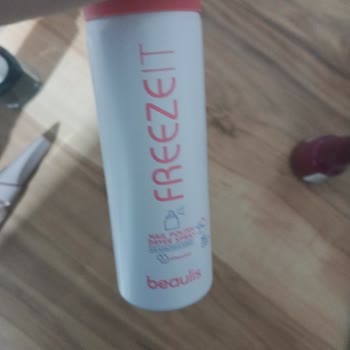 FREEZEIT
NAIL POLISH
DRYER SPRAY
beaulis